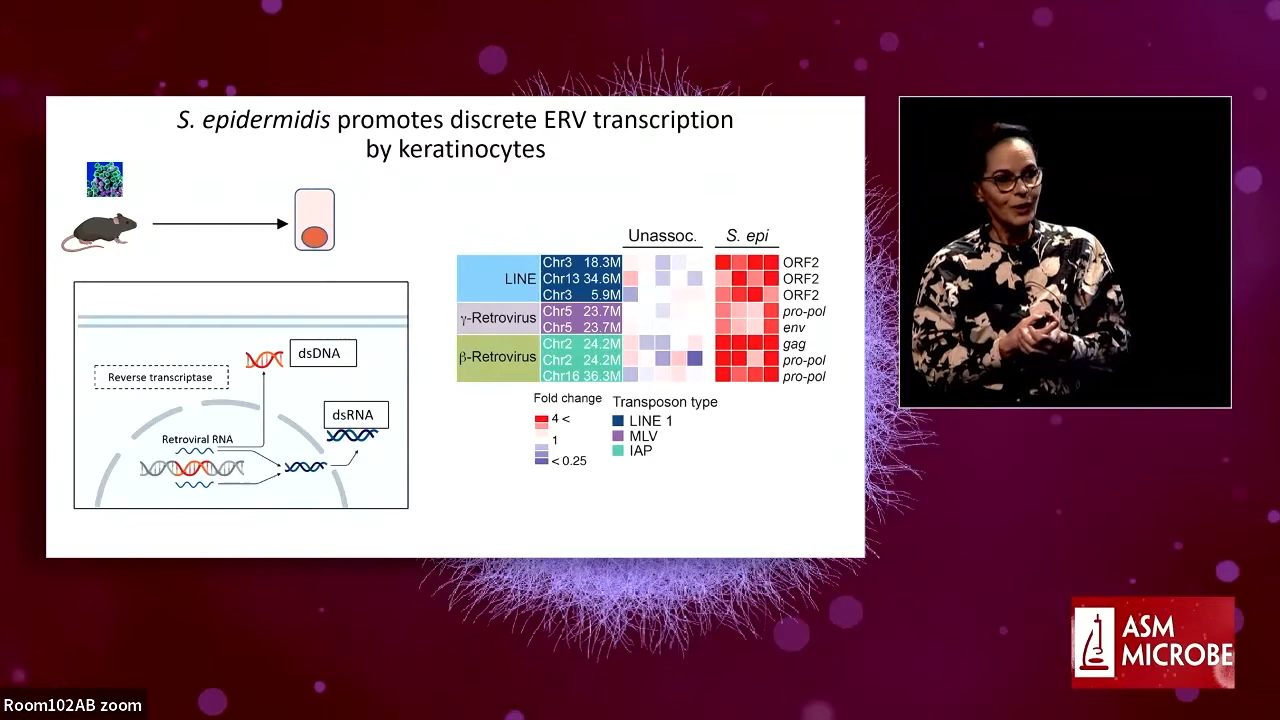 S. epidermidis promotes discrete ERV transcription
by keratinocytes
dsDNA
Reverse transcriptase
dsRNA
Retroviral RNA
Unassoc. S. epi
LINE Chr3 18.3M ORF2
Chr13 34.6M ORF2
Chr3 5.9M ORF2
γ-Retrovirus Chr5 23.7M pro-pol
Chr5 23.7M env
β-Retrovirus Chr2 24.2M gag
Chr2 24.2M pro-pol
Chr16 36.3M pro-pol
Fold change
4 <
1
< 0.25
Transposon type
LINE 1
MLV
IAP
ASM
MICROBE
Room102AB zoom